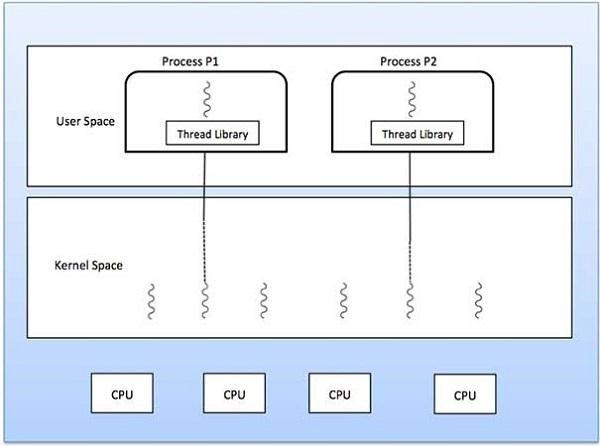 Process P1
Process P2
User Space
Thread Library
Thread Library
Kernel Space
CPU
CPU
CPU
CPU